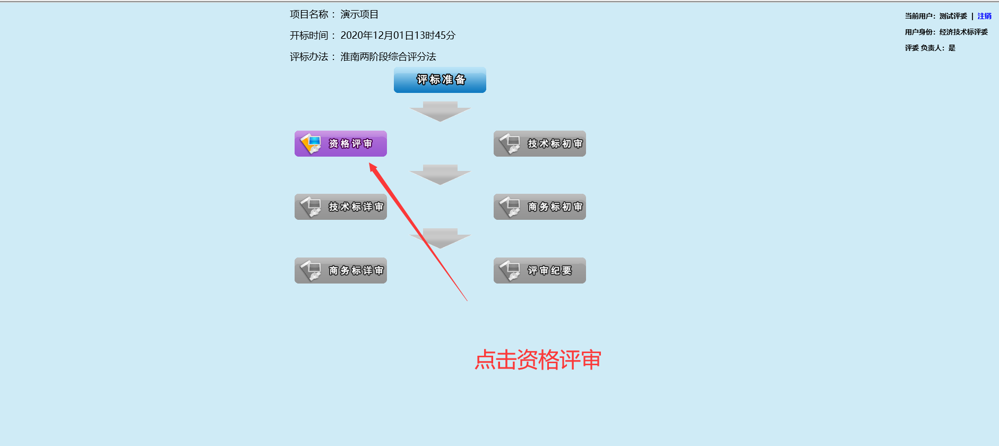 项目名称： 演示项目
当前用户：测试评委 | 注销
开标时间： 2020年12月01日13时45分
用户身份：经济技术标评委
评委 负责人：是
评标办法： 淮南两阶段综合评分法
评标准备
资格评审
技术标初审
技术标详审
商务标初审
商务标详审
评审纪要
点击资格评审